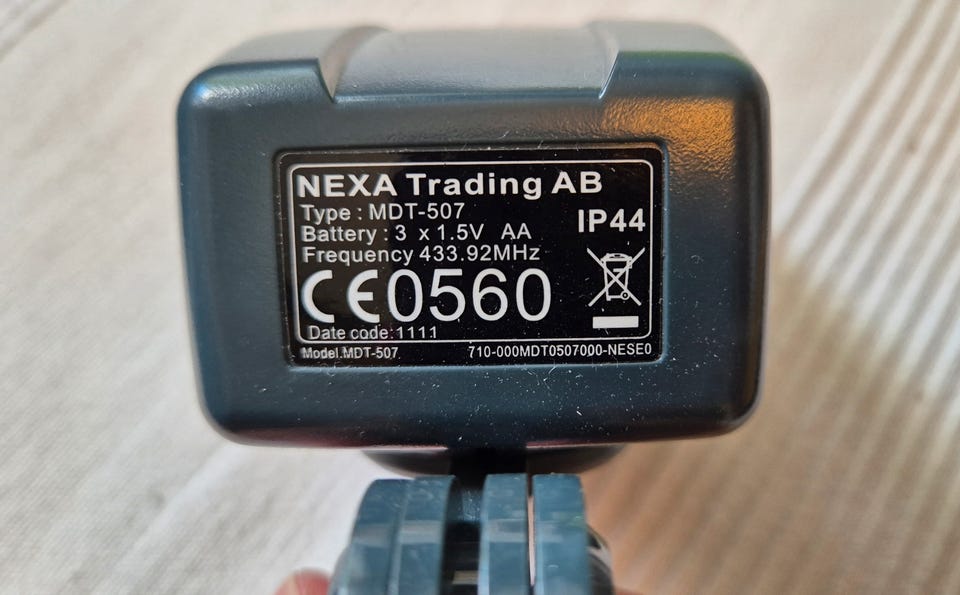 NEXA Trading AB
Type : MDT-507
IP44
Battery : 3 x 1.5V AA
Frequency 433.92MHz
CE0560
Date code:1111
Model.MDT-507 710-000MDT0507000-NESE0